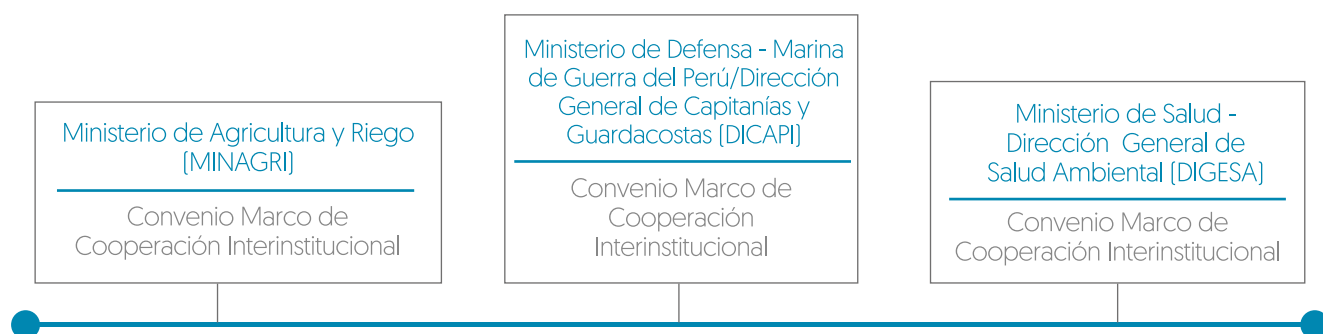 Ministerio de Agricultura y Riego
(MINAGRI)
Convenio Marco de
Cooperación Interinstitucional
Ministerio de Defensa - Marina
de Guerra del Perú/Dirección
General de Capitanías y
Guardacostas (DICAPI)
Convenio Marco de
Cooperación
Interinstitucional
Ministerio de Salud -
Dirección General de
Salud Ambiental (DIGESA)
Convenio Marco de
Cooperación Interinstitucional